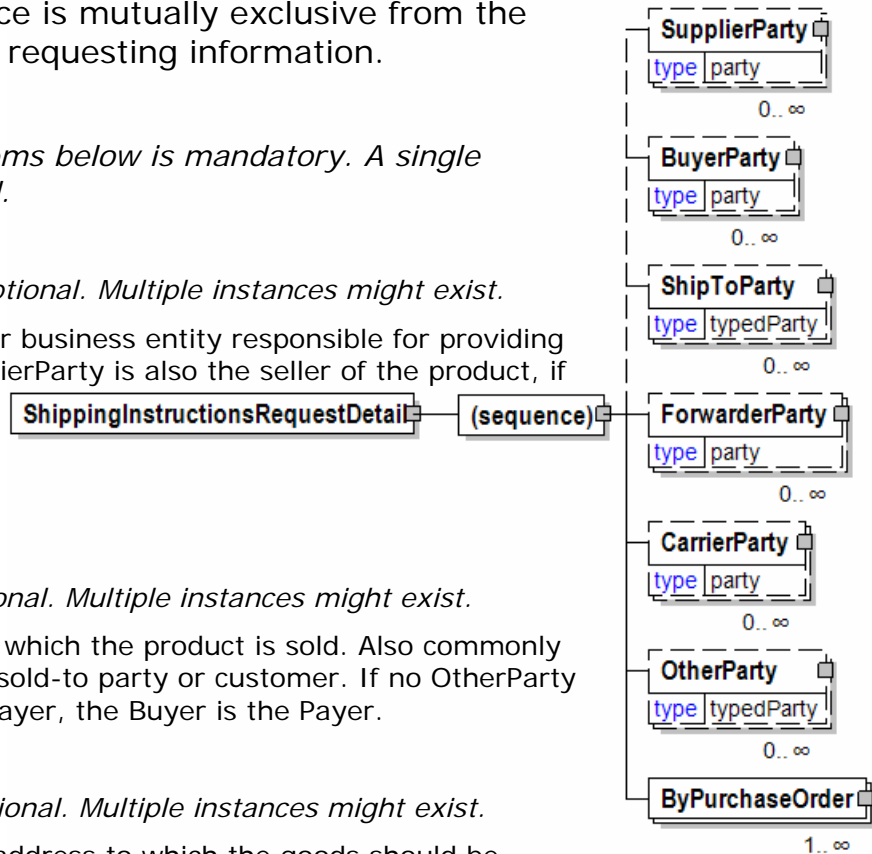 ce is mutually exclusive from the
requesting information.
ms below is mandatory. A single
otional. Multiple instances might exist.
r business entity responsible for providing
ierParty is also the seller of the product, if
onal. Multiple instances might exist.
which the product is sold. Also commonly
sold-to party or customer. If no OtherParty
ayer, the Buyer is the Payer.
ional. Multiple instances might exist.
address to which the goods should be
ShippingInstructionsRequestDetail
(sequence)
SupplierParty
type party
0.. ∞
BuyerParty
type party
0.. ∞
ShipToParty
type typedParty
0.. ∞
ForwarderParty
type party
0.. ∞
CarrierParty
type party
0.. ∞
OtherParty
type typedParty
0.. ∞
ByPurchaseOrder
1.. ∞